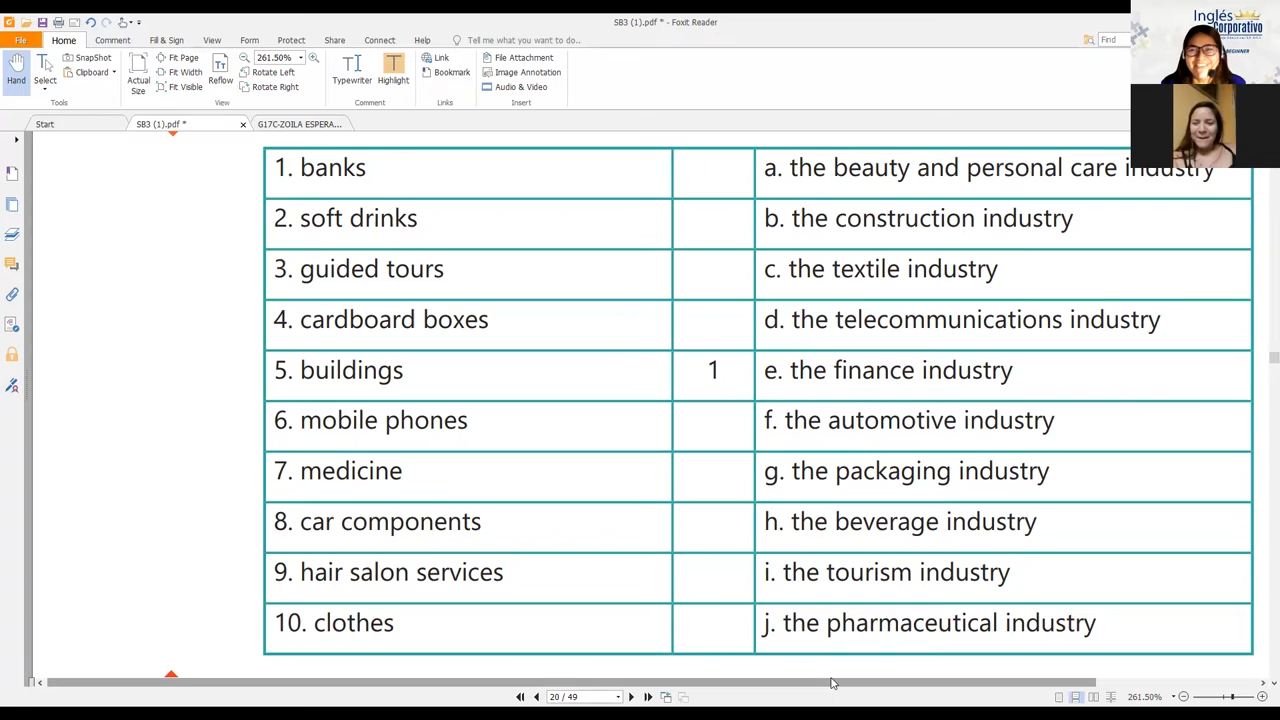 SB3 (1).pdf * - Foxit Reader
File Home Comment Fill & Sign View Form Protect Share Connect Help Tell me what you want to do.. Find
Hand
Select
SnapShot
Clipboard
Tools
Actual Size
Fit Page
Fit Width
Fit Visible
Reflow
261.50%
Rotate Left
Rotate Right
View
Typewriter
Highlight
Comment
Link
Bookmark
Links
File Attachment
Image Annotation
Audio & Video
Insert
Inglés
Corporativo
BEGINNER
Start SB3 (1).pdf * G17C-ZOILA ESPERA...
1. banks a. the beauty and personal care industry
2. soft drinks b. the construction industry
3. guided tours c. the textile industry
4. cardboard boxes d. the telecommunications industry
5. buildings 1 e. the finance industry
6. mobile phones f. the automotive industry
7. medicine g. the packaging industry
8. car components h. the beverage industry
9. hair salon services i. the tourism industry
10. clothes j. the pharmaceutical industry
20 / 49 261.50%